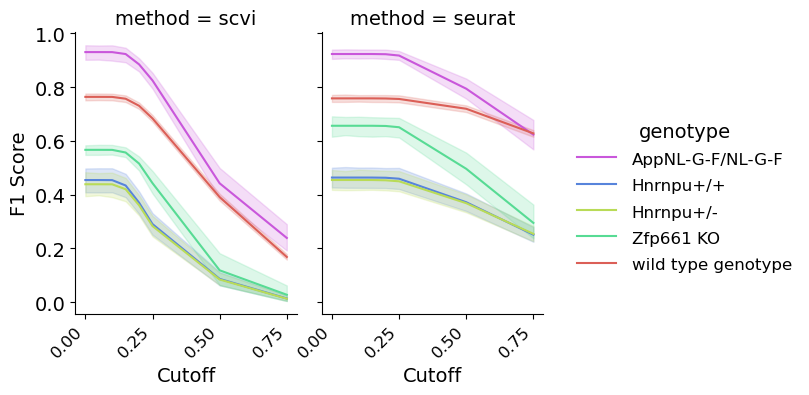 method = scvi
method = seurat
1.0
0.8
0.6
0.4
0.2
0.0
F1 Score
0.00
0.25
0.50
0.75
0.00
0.25
0.50
0.75
Cutoff
Cutoff
genotype
AppNL-G-F/NL-G-F
Hnrnpu+/+
Hnrnpu+/-
Zfp661 KO
wild type genotype